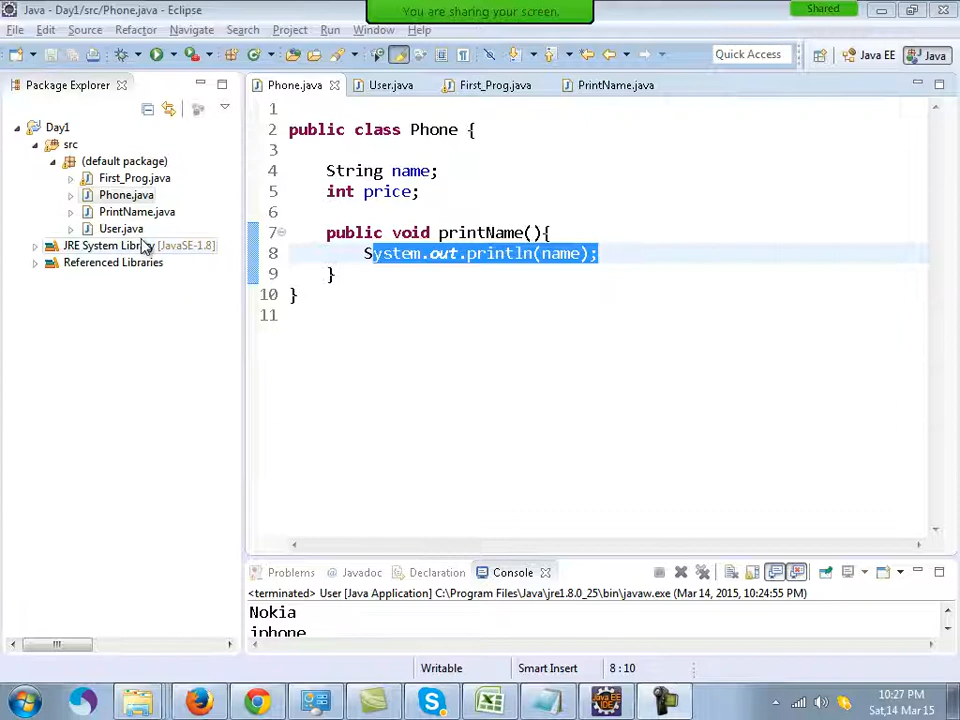 Java - Day1/src/Phone.java - Eclipse
You are sharing your screen.
Shared
File Edit Source Refactor Navigate Search Project Run Window Help
Quick Access
Java EE
Java
Package Explorer
Phone.java
User.java
First_Prog.java
PrintName.java
Day1
src
(default package)
First_Prog.java
Phone.java
PrintName.java
User.java
JRE System Library [JavaSE-1.8]
Referenced Libraries
1
2 public class Phone {
3
4 String name;
5 int price;
6
7 public void printName(){
8 System.out.println(name);
9 }
10 }
11
Problems @ Javadoc Declaration Console
<terminated> User [Java Application] C:\Program Files\Java\jre1.8.0_25\bin\javaw.exe (Mar 14, 2015, 10:24:55 PM)
Nokia
iphone
Writable Smart Insert 8 : 10
10:27 PM
Sat,14 Mar 15